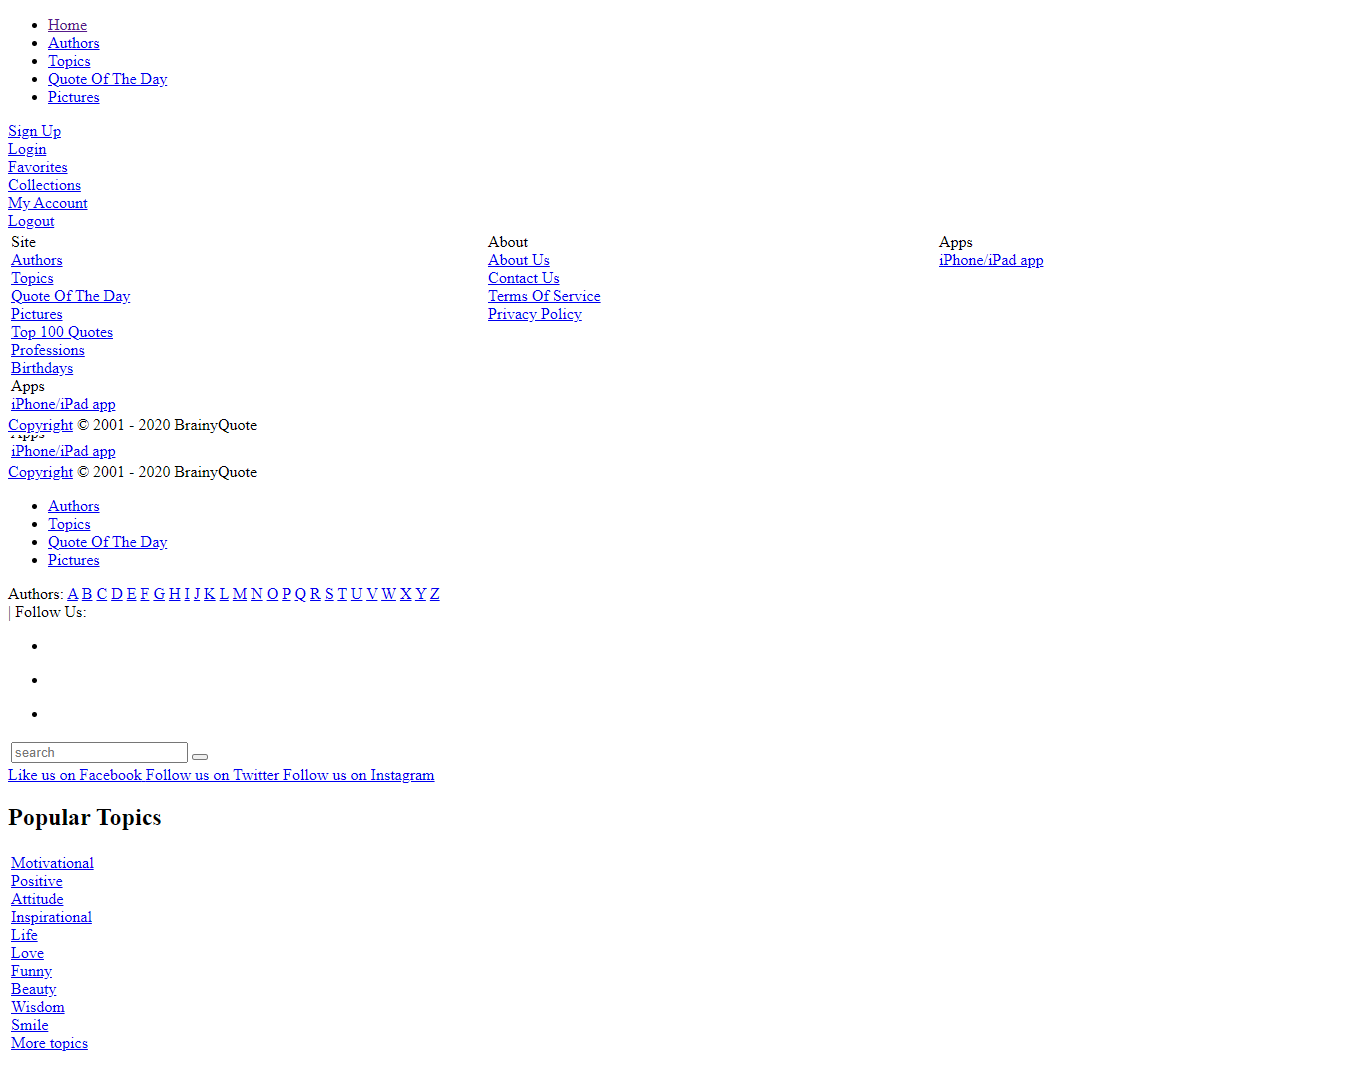 Home
Authors
Topics
Quote Of The Day
Pictures
Sign Up
Login
Favorites
Collections
My Account
Logout
Site
Authors
Topics
Quote Of The Day
Pictures
Top 100 Quotes
Professions
Birthdays
Apps
iPhone/iPad app
About
About Us
Contact Us
Terms Of Service
Privacy Policy
Apps
iPhone/iPad app
Copyright © 2001 - 2020 BrainyQuote
Apps
iPhone/iPad app
Copyright © 2001 - 2020 BrainyQuote
Authors
Topics
Quote Of The Day
Pictures
Authors: A B C D E F G H I J K L M N O P Q R S T U V W X Y Z
| Follow Us:
search
Like us on Facebook Follow us on Twitter Follow us on Instagram
Popular Topics
Motivational
Positive
Attitude
Inspirational
Life
Love
Funny
Beauty
Wisdom
Smile
More topics